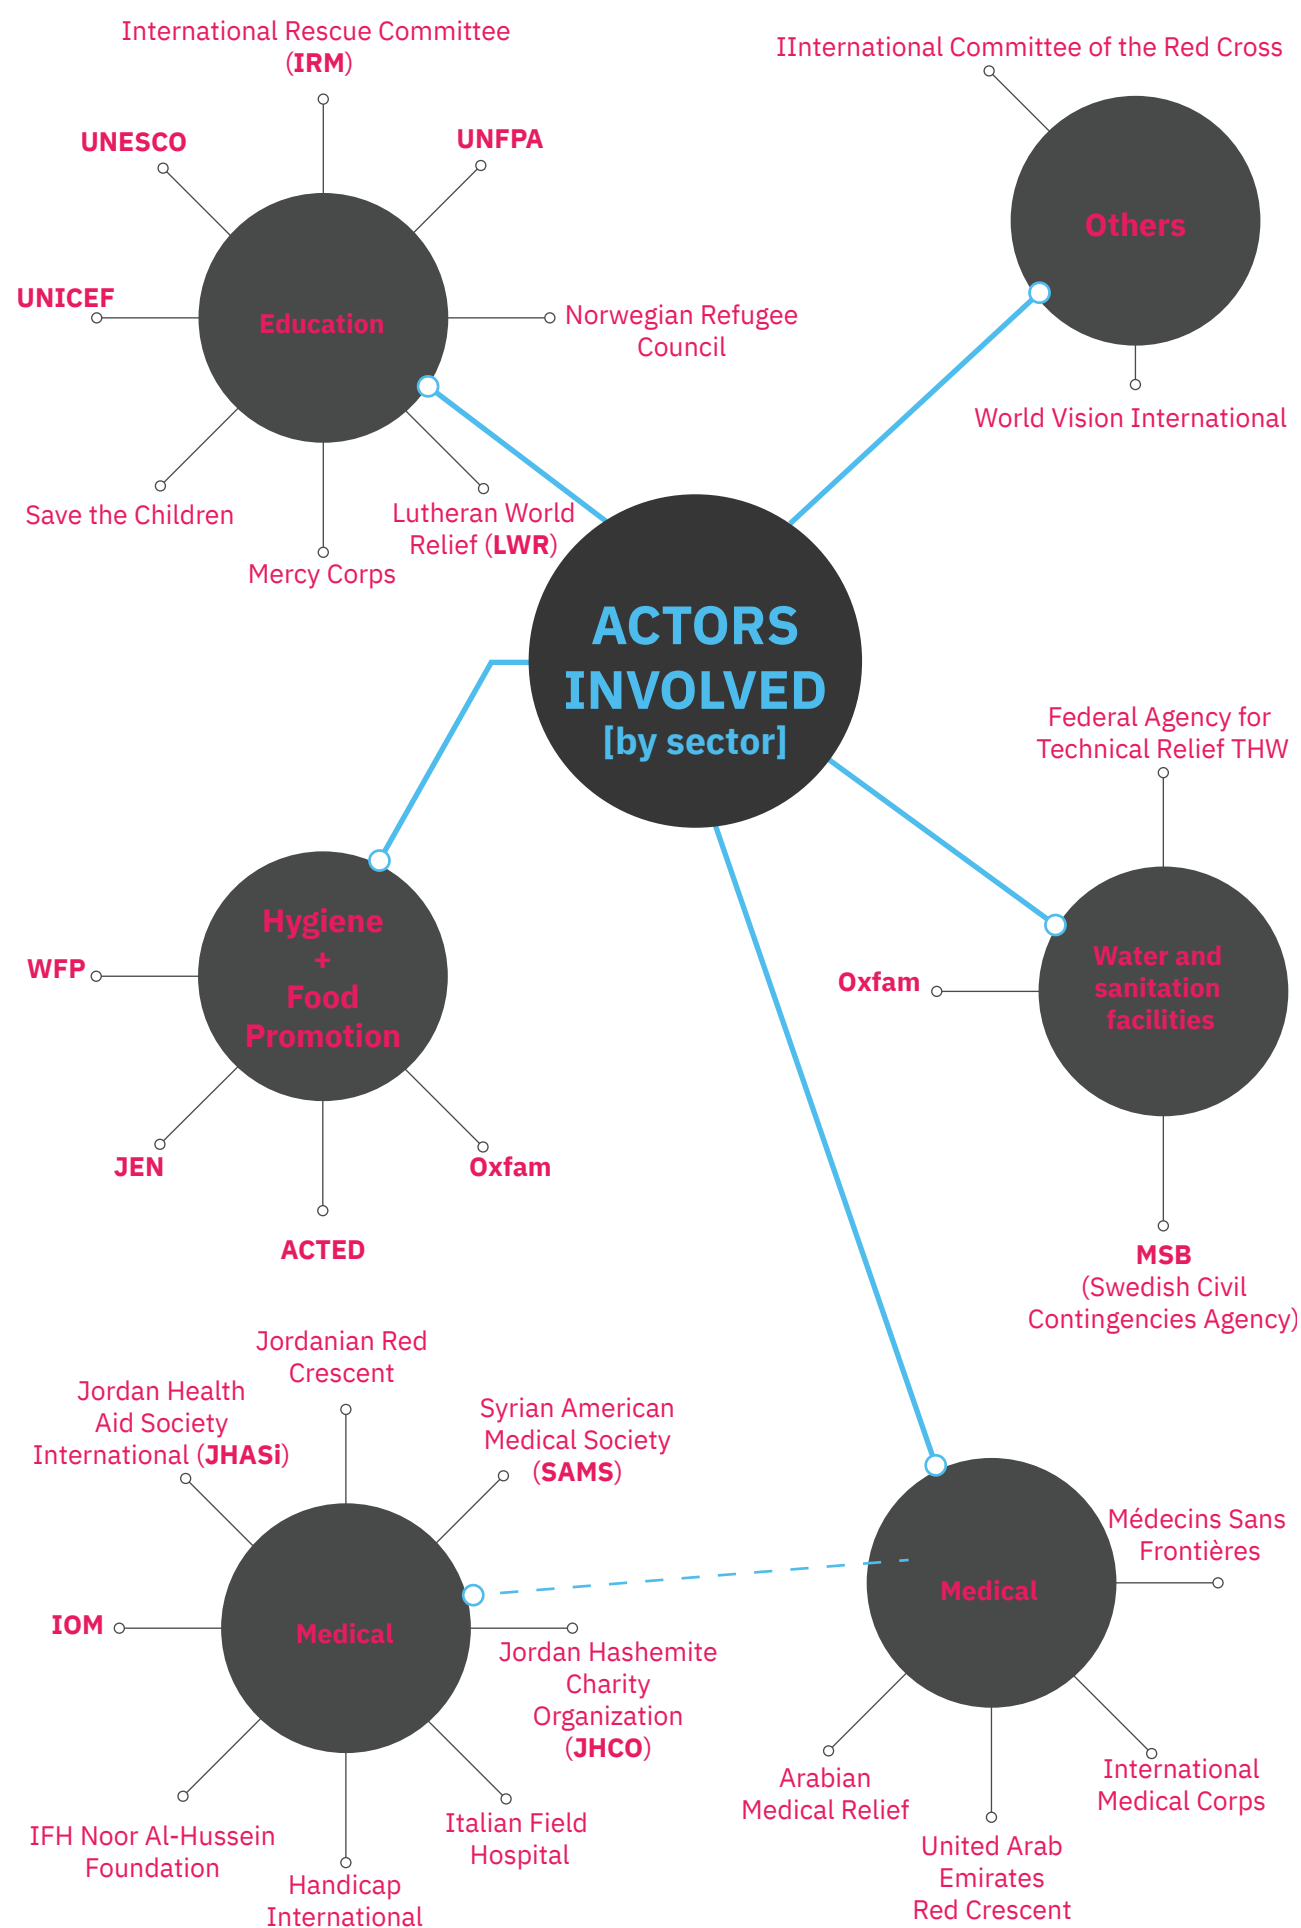 International Rescue Committee
(IRM)
UNESCO
UNFPA
UNICEF
Education
Norwegian Refugee
Council
Save the Children
Mercy Corps
Lutheran World
Relief (LWR)
IInternational Committee of the Red Cross
Others
World Vision International
ACTORS
INVOLVED
[by sector]
Hygiene
+
Food
Promotion
WFP
JEN
ACTED
Oxfam
Federal Agency for
Technical Relief THW
Oxfam
Water and
sanitation
facilities
MSB
(Swedish Civil
Contingencies Agency)
Jordanian Red
Crescent
Jordan Health
Aid Society
International (JHASi)
Syrian American
Medical Society
(SAMS)
IOM
Medical
Jordan Hashemite
Charity
Organization
(JHCO)
IFH Noor Al-Hussein
Foundation
Handicap
International
Italian Field
Hospital
Médecins Sans
Frontières
Medical
Arabian
Medical Relief
United Arab
Emirates
Red Crescent
International
Medical Corps